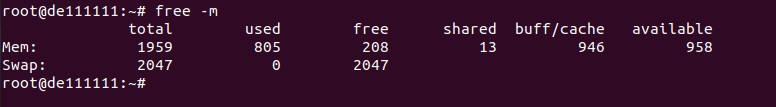 root@de111111:~# free -m
              total        used        free      shared  buff/cache   available
Mem:           1959         805         208          13         946         958
Swap:          2047           0        2047
root@de111111:~#